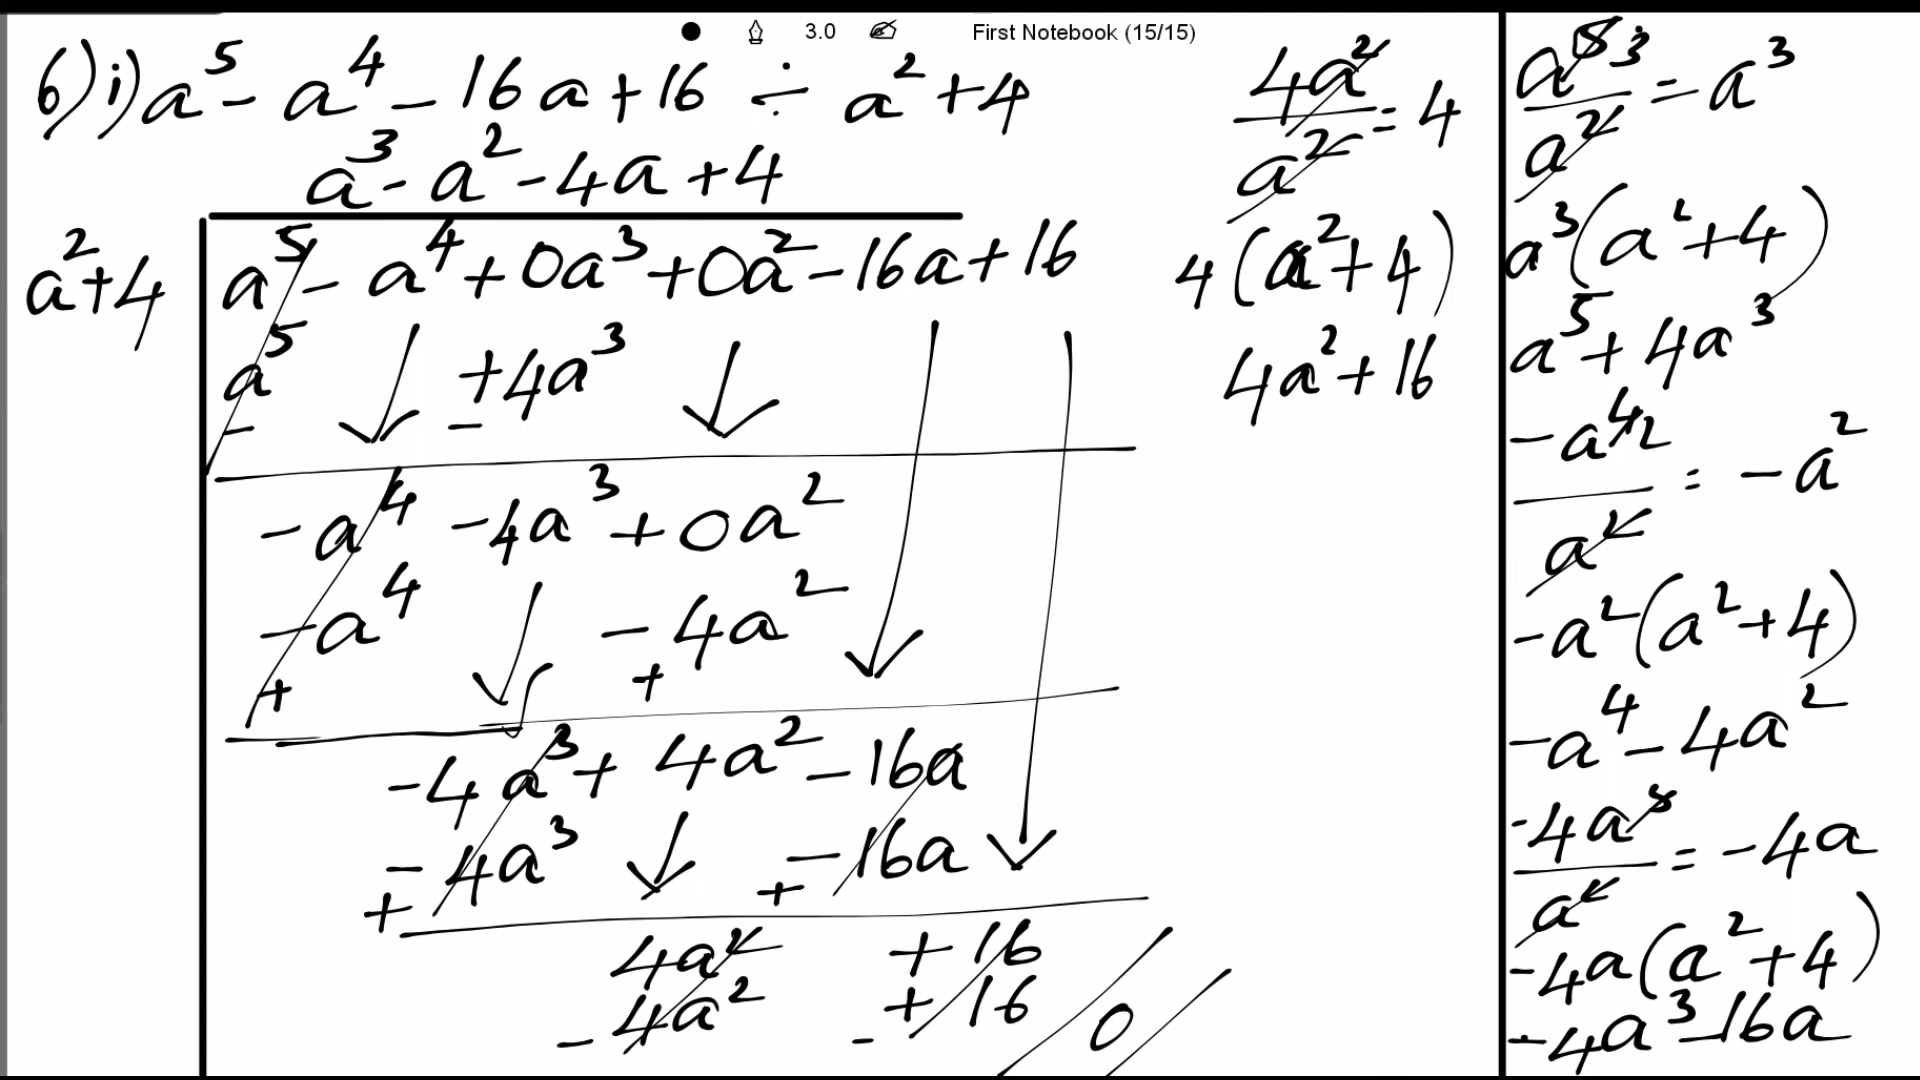 First Notebook (15/15)
3.0
6) i) a⁵ - a⁴ - 16a + 16 ÷ a² + 4
a³ - a² - 4a + 4
a² + 4
a⁵ - a⁴ + 0a³ + 0a² - 16a + 16
a⁵ + 4a³
- -
- a⁴ - 4a³ + 0a²
- a⁴ - 4a²
+ +
- 4a³ + 4a² - 16a
- 4a³ - 16a
+ +
4a² + 16
4a² + 16
- -
0
4a²/a² = 4
4(a² + 4)
4a² + 16
a⁵ ³/a² = a³
a³(a² + 4)
a⁵ + 4a³
-a⁴ ²/a² = -a²
-a²(a² + 4)
-a⁴ - 4a²
-4a³/a² = -4a
-4a(a² + 4)
-4a³ - 16a